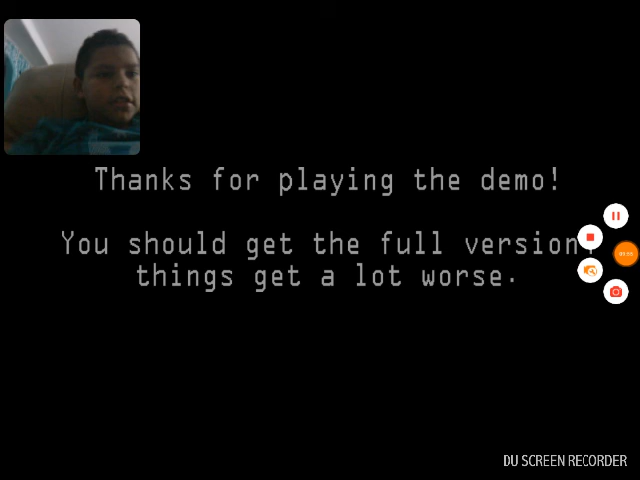 Thanks for playing the demo!
You should get the full version,
things get a lot worse.
DU SCREEN RECORDER